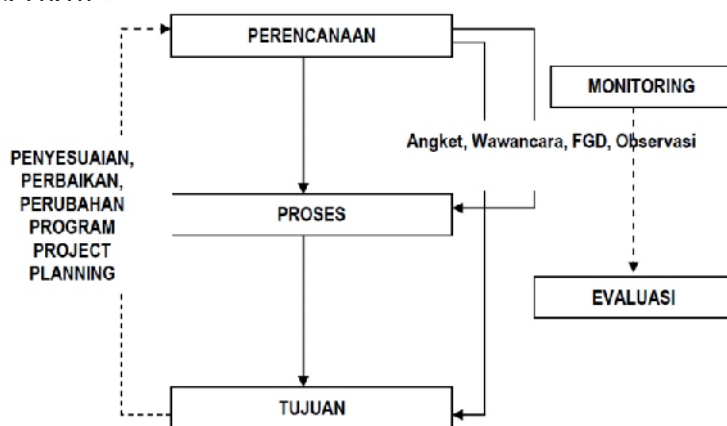 PERENCANAAN
MONITORING
Angket, Wawancara, FGD, Observasi
PENYESUAIAN,
PERBAIKAN,
PERUBAHAN
PROGRAM
PROJECT
PLANNING
PROSES
EVALUASI
TUJUAN